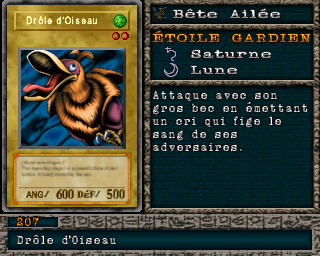 Drôle d'Oiseau
ANG/ 600 DÉF/ 500
Bête Ailée
ÉTOILE GARDIEN
Saturne
Lune
Attaque avec son
gros bec en émettant
un cri qui fige le
sang de ses
adversaires.
207
Drôle d'Oiseau